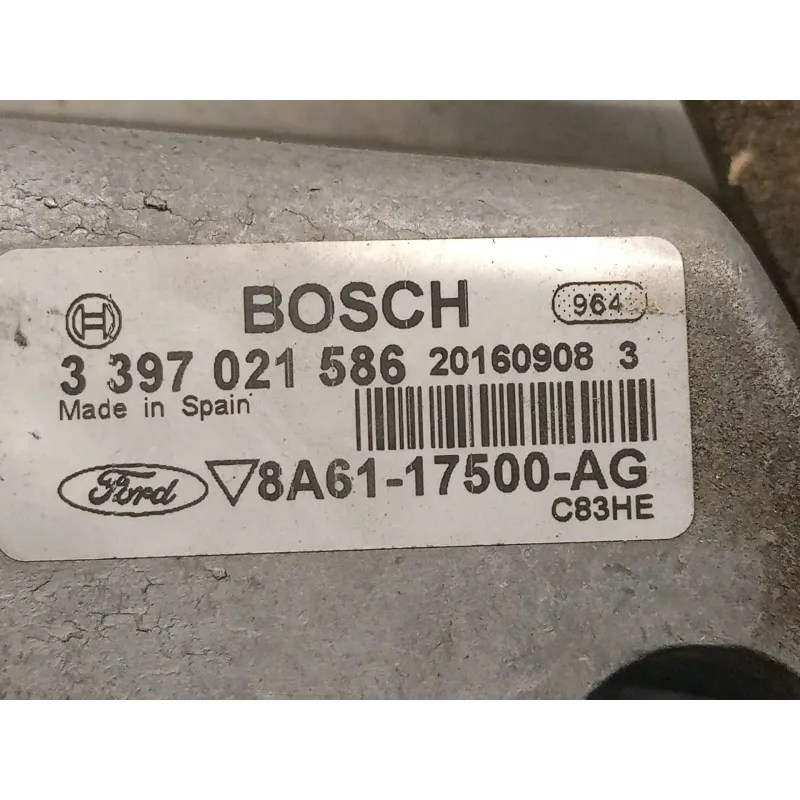 BOSCH 964
3 397 021 586 20160908 3
Made in Spain
Ford 8A61-17500-AG
C83HE